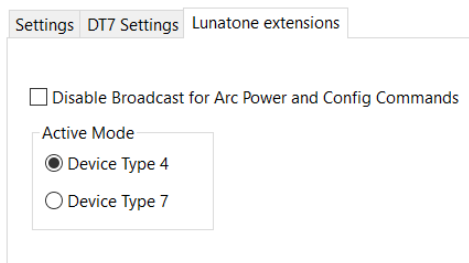 Settings DT7 Settings Lunatone extensions
Disable Broadcast for Arc Power and Config Commands
Active Mode
Device Type 4
Device Type 7